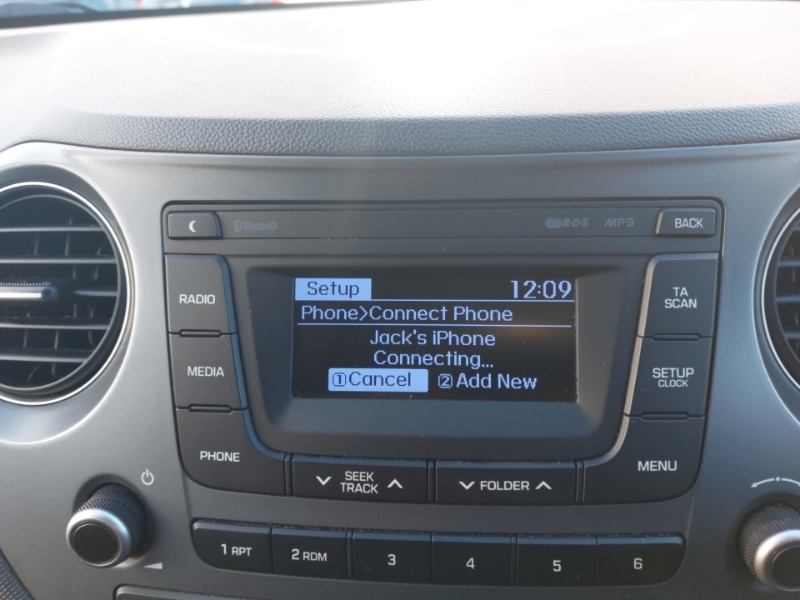 Bluetooth
R·D·S MP3
BACK
RADIO
MEDIA
PHONE
Setup 12:09
Phone>Connect Phone
Jack's iPhone
Connecting...
①Cancel ②Add New
TA
SCAN
SETUP
CLOCK
MENU
SEEK
TRACK
FOLDER
1 RPT 2 RDM 3 4 5 6